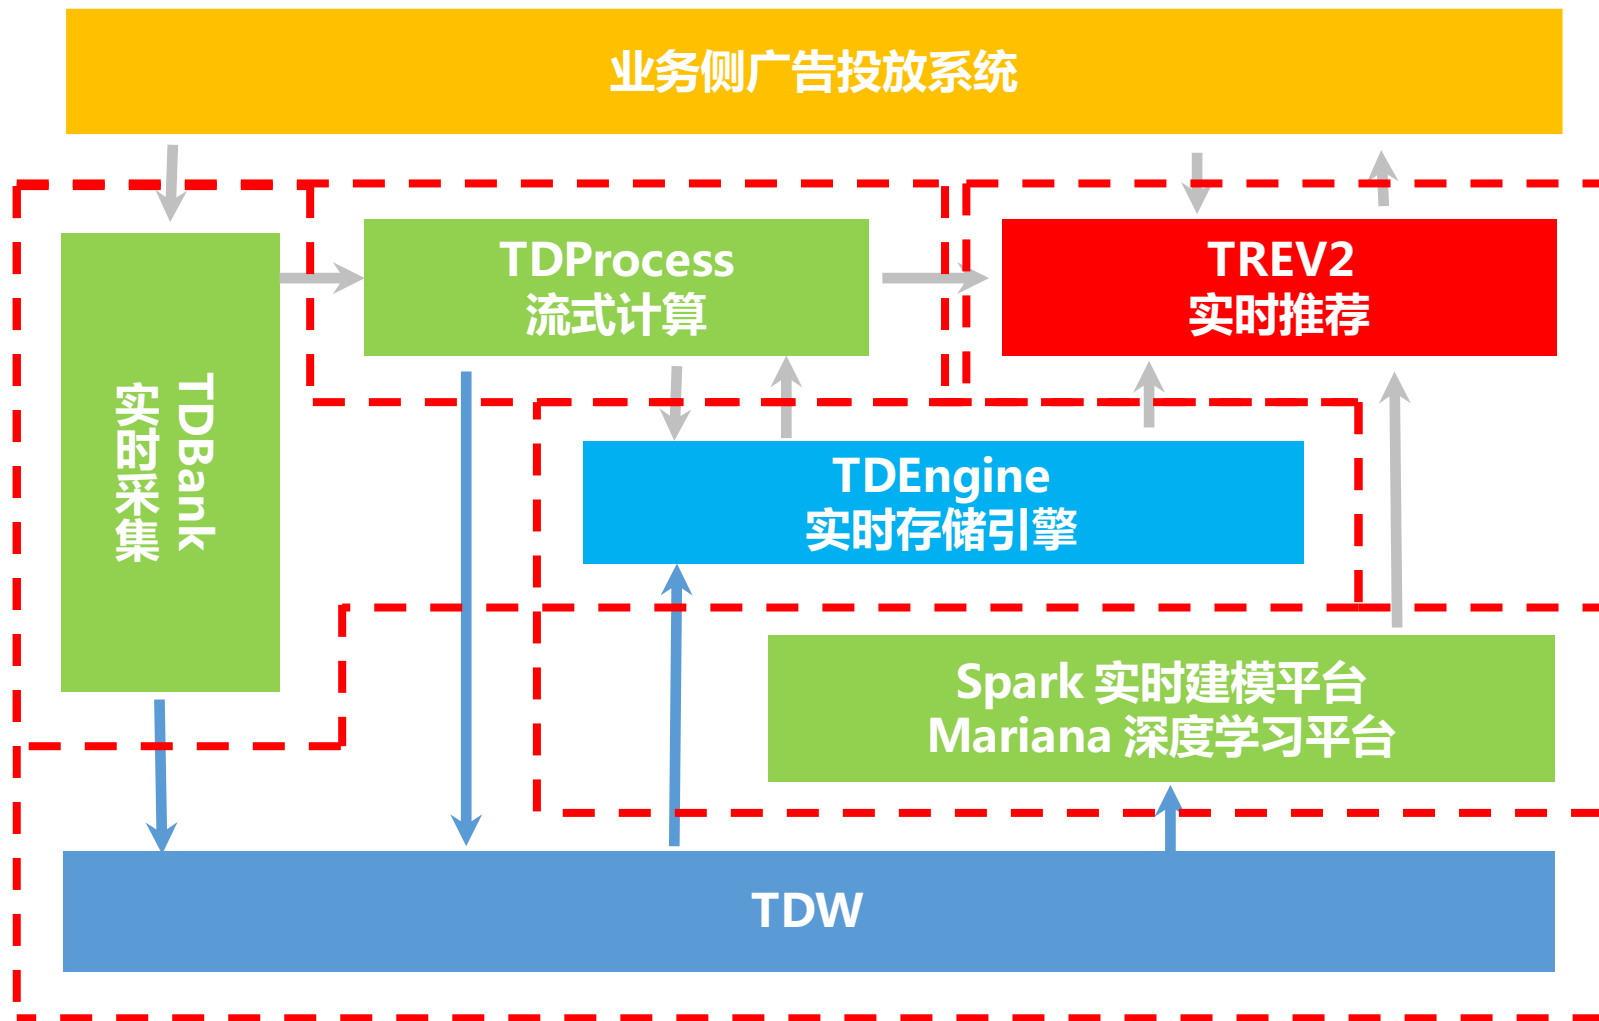 业务侧广告投放系统
TDProcess
流式计算
TREV2
实时推荐
TDBank
实时采集
TDEngine
实时存储引擎
Spark 实时建模平台
Mariana 深度学习平台
TDW